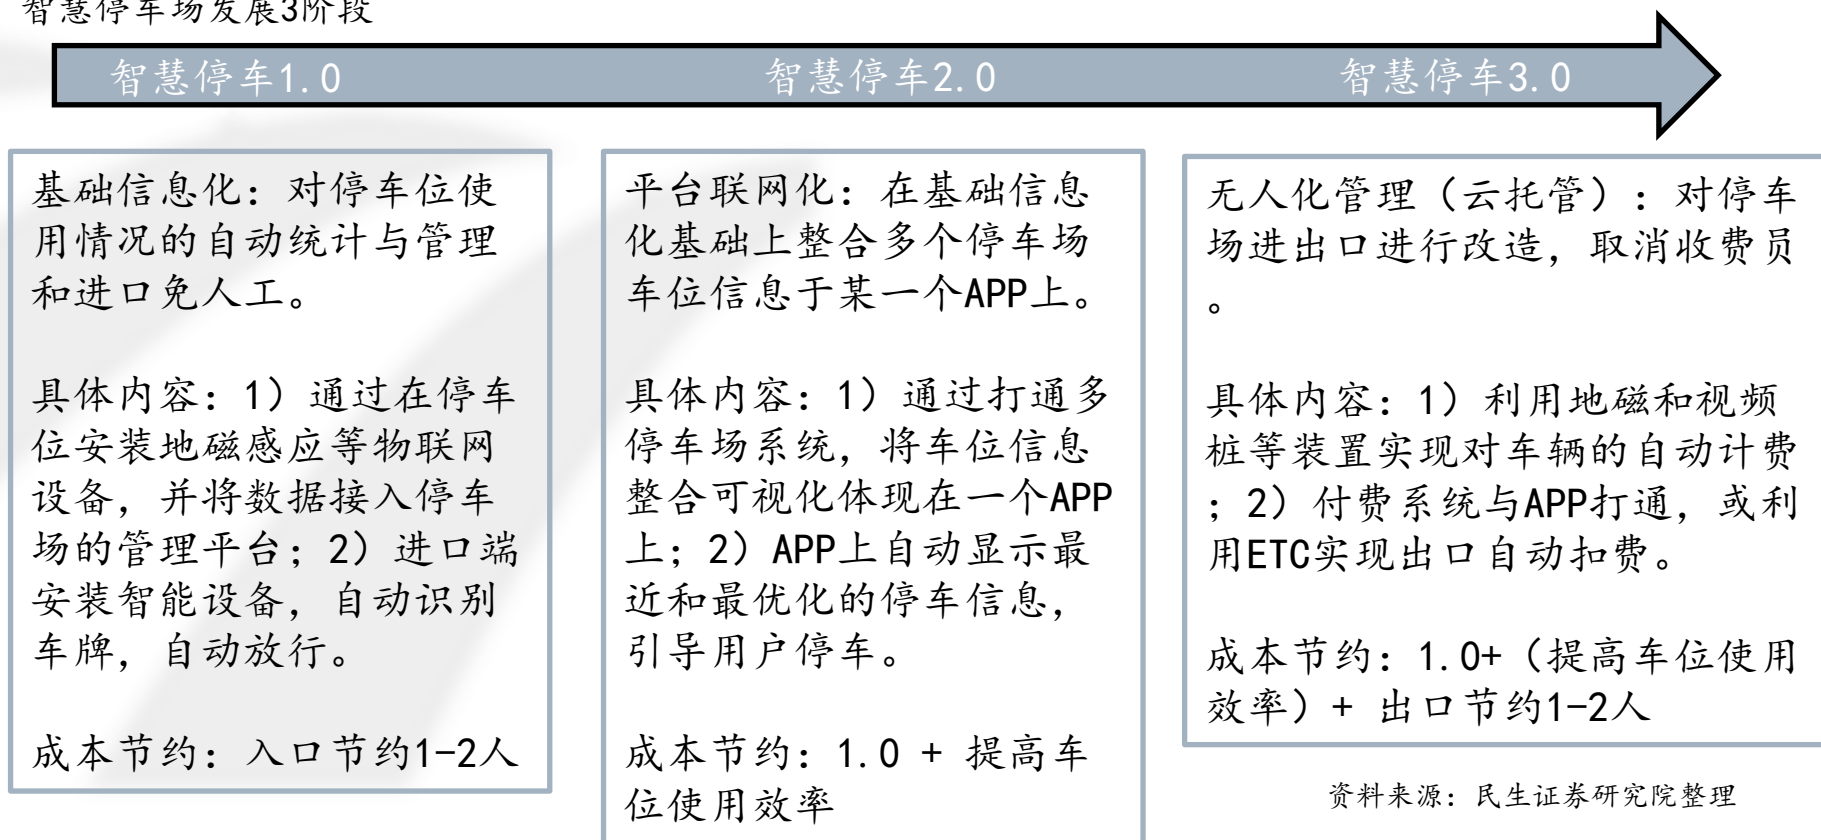 智慧停车场发展3阶段
智慧停车1.0
智慧停车2.0
智慧停车3.0
基础信息化：对停车位使
用情况的自动统计与管理
和进口免人工。
具体内容：1）通过在停车
位安装地磁感应等物联网
设备，并将数据接入停车
场的管理平台；2）进口端
安装智能设备，自动识别
车牌，自动放行。
成本节约：入口节约1-2人
平台联网化：在基础信息
化基础上整合多个停车场
车位信息于某一个APP上。
具体内容：1）通过打通多
停车场系统，将车位信息
整合可视化体现在一个APP
上；2）APP上自动显示最
近和最优化的停车信息，
引导用户停车。
成本节约：1.0 + 提高车
位使用效率
无人化管理（云托管）：对停车
场进出口进行改造，取消收费员
。
具体内容：1）利用地磁和视频
桩等装置实现对车辆的自动计费
；2）付费系统与APP打通，或利
用ETC实现出口自动扣费。
成本节约：1.0+（提高车位使用
效率）+ 出口节约1-2人
资料来源：民生证券研究院整理